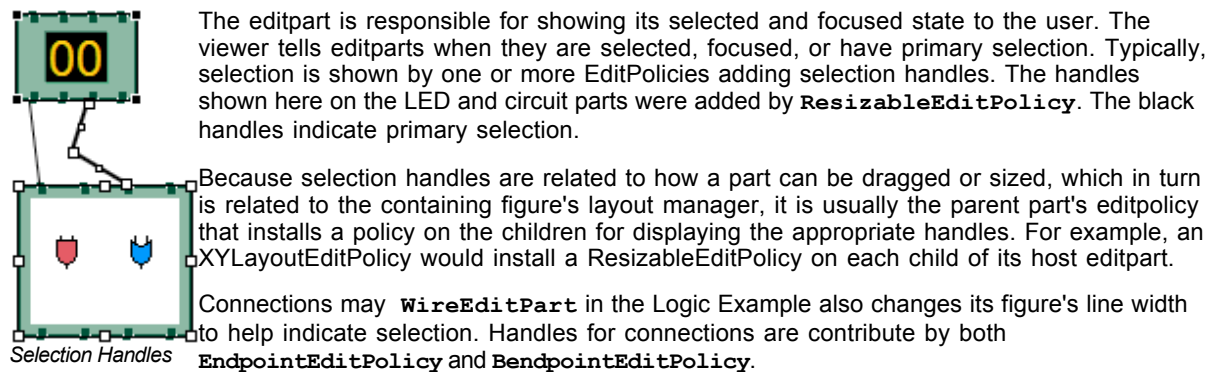 00
The editpart is responsible for showing its selected and focused state to the user. The
viewer tells editparts when they are selected, focused, or have primary selection. Typically,
selection is shown by one or more EditPolicies adding selection handles. The handles
shown here on the LED and circuit parts were added by ResizableEditPolicy. The black
handles indicate primary selection.
Because selection handles are related to how a part can be dragged or sized, which in turn
is related to the containing figure's layout manager, it is usually the parent part's editpolicy
that installs a policy on the children for displaying the appropriate handles. For example, an
XYLayoutEditPolicy would install a ResizableEditPolicy on each child of its host editpart.
Connections may WireEditPart in the Logic Example also changes its figure's line width
to help indicate selection. Handles for connections are contribute by both
EndpointEditPolicy and BendpointEditPolicy.
Selection Handles